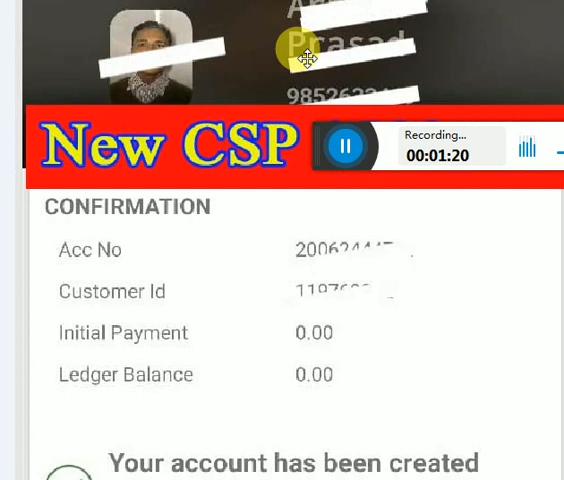 Prasad
New CSP
Recording...
00:01:20
CONFIRMATION
Acc No
Customer Id
Initial Payment 0.00
Ledger Balance 0.00
Your account has been created